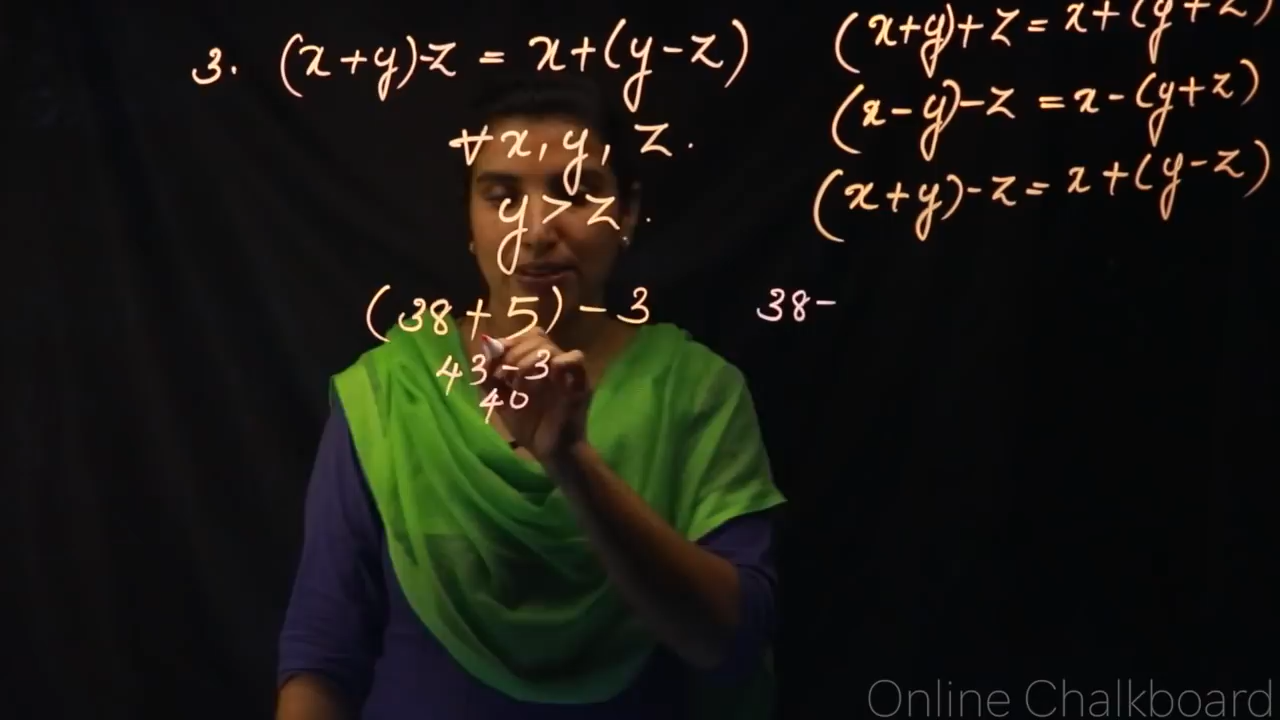 3. (x+y)-z = x+(y-z)
∀ x, y, z.
y > z.
(38+5) - 3
43-3
40
(x+y)+z = x+(y+z)
(x-y)-z = x-(y+z)
(x+y)-z = x+(y-z)
38-
Online Chalkboard